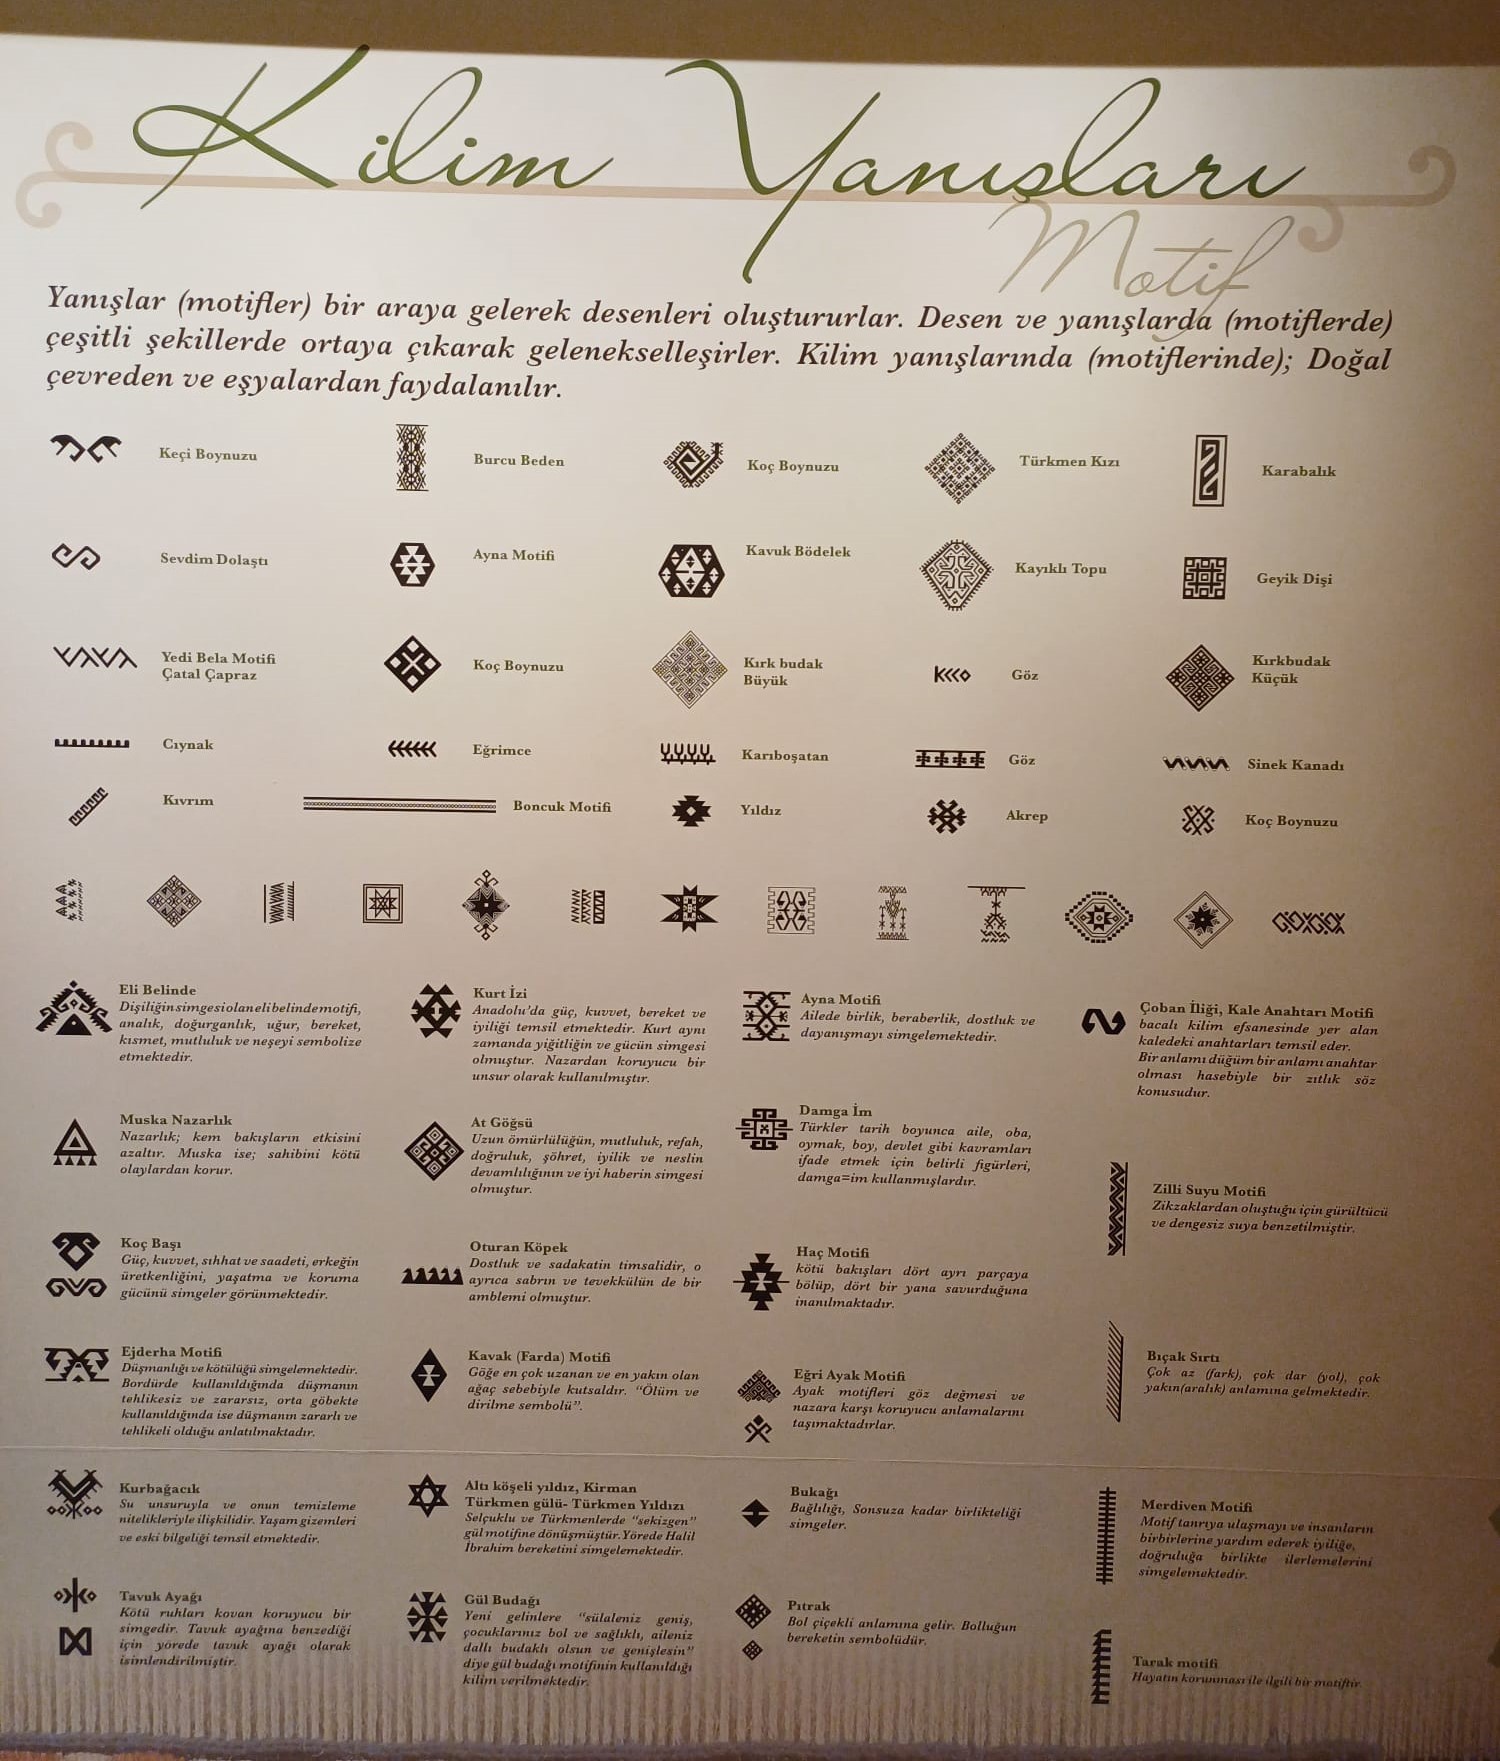 Kilim Yanışları
Motif
Yanışlar (motifler) bir araya gelerek desenleri oluştururlar. Desen ve yanışlarda (motiflerde)
çeşitli şekillerde ortaya çıkarak gelenekselleşirler. Kilim yanışlarında (motiflerinde); Doğal
çevreden ve eşyalardan faydalanılır.
Keçi Boynuzu
Burcu Beden
Koç Boynuzu
Türkmen Kızı
Karabalık
Sevdim Dolaştı
Ayna Motifi
Kavuk Bödelek
Kayıklı Topu
Geyik Dişi
Yedi Bela Motifi
Çatal Çapraz
Koç Boynuzu
Kırk budak
Büyük
Göz
Kırkbudak
Küçük
Cıynak
Eğrimce
Karıboşatan
Göz
Sinek Kanadı
Kıvrım
Boncuk Motifi
Yıldız
Akrep
Koç Boynuzu
Eli Belinde
Dişiliğin simgesi olan eli belinde motifi,
analık, doğurganlık, uğur, bereket,
kısmet, mutluluk ve neşeyi sembolize
etmektedir.
Kurt İzi
Anadolu'da güç, kuvvet, bereket ve
iyiliği temsil etmektedir. Kurt aynı
zamanda yiğitliğin ve gücün simgesi
olmuştur. Nazardan koruyucu bir
unsur olarak kullanılmıştır.
Ayna Motifi
Ailede birlik, beraberlik, dostluk ve
dayanışmayı simgelemektedir.
Çoban İliği, Kale Anahtarı Motifi
bacalı kilim efsanesinde yer alan
kaledeki anahtarları temsil eder.
Bir anlamı düğüm bir anlamı anahtar
olması hasebiyle bir zıtlık söz
konusudur.
Muska Nazarlık
Nazarlık; kem bakışların etkisini
azaltır. Muska ise; sahibini kötü
olaylardan korur.
At Göğsü
Uzun ömürlülüğün, mutluluk, refah,
doğruluk, şöhret, iyilik ve neslin
devamlılığının ve iyi haberin simgesi
olmuştur.
Damga İm
Türkler tarih boyunca aile, oba,
oymak, boy, devlet gibi kavramları
ifade etmek için belirli figürleri,
damga=im kullanmışlardır.
Zilli Suyu Motifi
Zikzaklardan oluştuğu için gürültücü
ve dengesiz suya benzetilmiştir.
Koç Başı
Güç, kuvvet, sıhhat ve saadeti, erkeğin
üretkenliğini, yaşatma ve koruma
gücünü simgeler görünmektedir.
Oturan Köpek
Dostluk ve sadakatin timsalidir, o
ayrıca sabrın ve tevekkülün de bir
amblemi olmuştur.
Haç Motifi
kötü bakışları dört ayrı parçaya
bölüp, dört bir yana savurduğuna
inanılmaktadır.
Bıçak Sırtı
Çok az (fark), çok dar (yol), çok
yakın(aralık) anlamına gelmektedir.
Ejderha Motifi
Düşmanlığı ve kötülüğü simgelemektedir.
Bordürde kullanıldığında düşmanın
tehlikesiz ve zararsız, orta göbekte
kullanıldığında ise düşmanın zararlı ve
tehlikeli olduğu anlatılmaktadır.
Kavak (Farda) Motifi
Göğe en çok uzanan ve en yakın olan
ağaç sebebiyle kutsaldır. "Ölüm ve
dirilme sembolü".
Eğri Ayak Motifi
Ayak motifleri göz değmesi ve
nazara karşı koruyucu anlamalarını
taşımaktadırlar.
Kurbağacık
Su unsuruyla ve onun temizleme
nitelikleriyle ilişkilidir. Yaşam gizemleri
ve eski bilgeliği temsil etmektedir.
Altı köşeli yıldız, Kirman
Türkmen gülü- Türkmen Yıldızı
Selçuklu ve Türkmenlerde "sekizgen"
gül motifine dönüşmüştür. Yörede Halil
İbrahim bereketini simgelemektedir.
Bukağı
Bağlılığı, Sonsuza kadar birlikteliği
simgeler.
Merdiven Motifi
Motif tanrıya ulaşmayı ve insanların
birbirlerine yardım ederek iyiliğe,
doğruluğa birlikte ilerlemelerini
simgelemektedir.
Tavuk Ayağı
Kötü ruhları kovan koruyucu bir
simgedir. Tavuk ayağına benzediği
için yörede tavuk ayağı olarak
isimlendirilmiştir.
Gül Budağı
Yeni gelinlere "sülaleniz geniş,
çocuklarınız bol ve sağlıklı, aileniz
dallı budaklı olsun ve genişlesin"
diye gül budağı motifinin kullanıldığı
kilim verilmektedir.
Pıtrak
Bol çiçekli anlamına gelir. Bolluğun
bereketin sembolüdür.
Tarak motifi
Hayatın korunması ile ilgili bir motiftir.